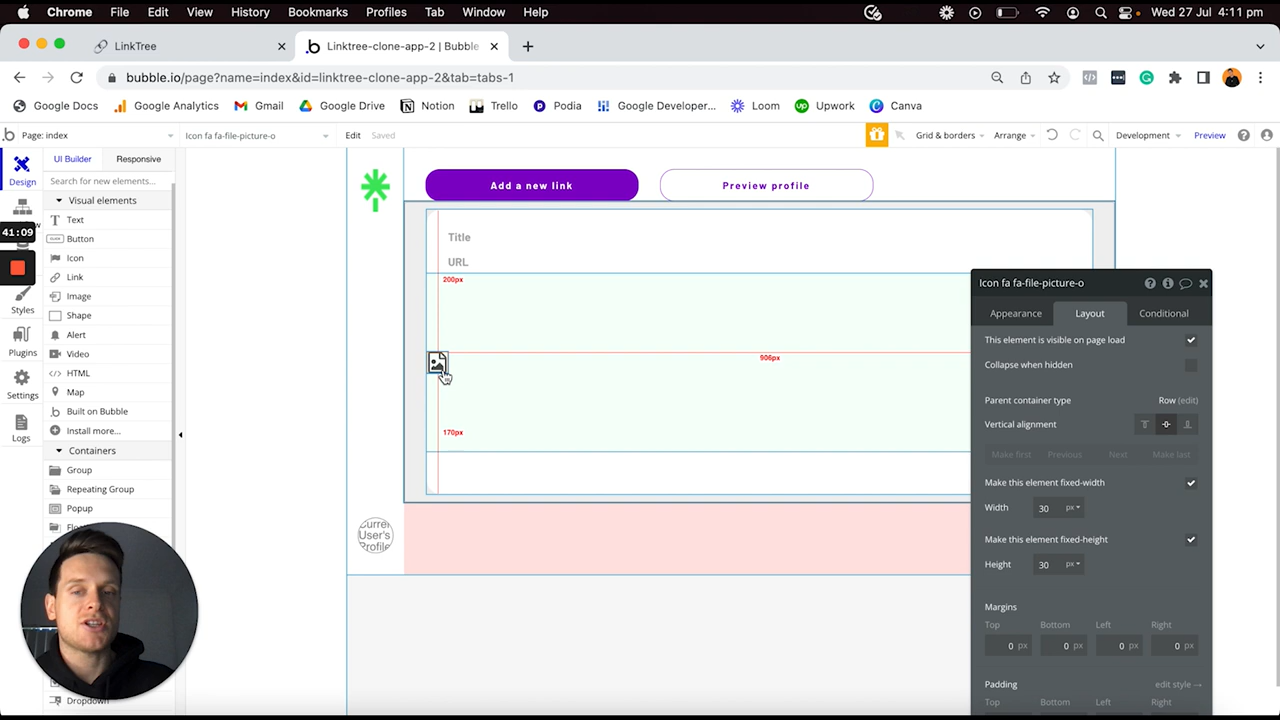 Chrome File Edit View History Bookmarks Profiles Tab Window Help Wed 27 Jul 4:11 pm
LinkTree Linktree-clone-app-2 | Bubble
bubble.io/page?name=index&id=linktree-clone-app-2&tab=tabs-1
Google Docs Google Analytics Gmail Google Drive Notion Trello Podia Google Developer... Loom Upwork Canva
Page: index Icon fa fa-file-picture-o Edit Saved Grid & borders Arrange Development Preview
Design
41:09
Styles
Plugins
Settings
Logs
UI Builder Responsive
Search for new elements...
Visual elements
Text
Button
Icon
Link
Image
Shape
Alert
Video
HTML
Map
Built on Bubble
Install more...
Containers
Group
Repeating Group
Popup
Dropdown
Add a new link Preview profile
Title
URL
200px
906px
170px
Current
User's
Profile
Icon fa fa-file-picture-o
Appearance Layout Conditional
This element is visible on page load
Collapse when hidden
Parent container type Row (edit)
Vertical alignment
Make first Previous Next Make last
Make this element fixed-width
Width 30 px
Make this element fixed-height
Height 30 px
Margins
Top Bottom Left Right
0 px 0 px 0 px 0 px
Padding edit style →
Top Bottom Left Right